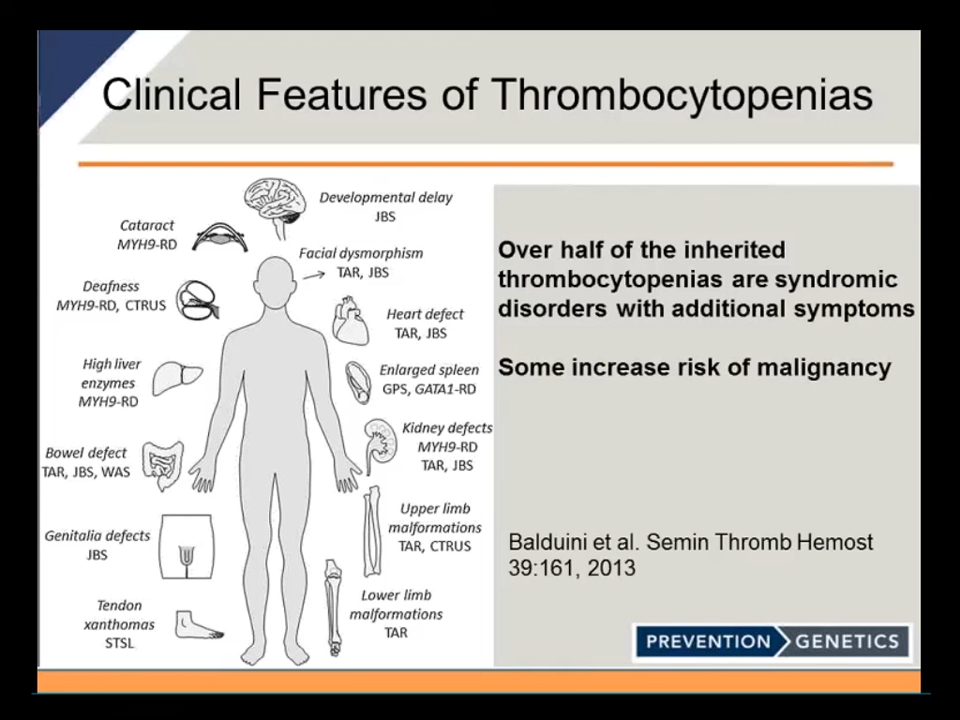 Clinical Features of Thrombocytopenias
Developmental delay
JBS
Cataract
MYH9-RD
Facial dysmorphism
TAR, JBS
Deafness
MYH9-RD, CTRUS
Heart defect
TAR, JBS
High liver
enzymes
MYH9-RD
Enlarged spleen
GPS, GATA1-RD
Kidney defects
MYH9-RD
TAR, JBS
Bowel defect
TAR, JBS, WAS
Upper limb
malformations
TAR, CTRUS
Genitalia defects
JBS
Lower limb
malformations
TAR
Tendon
xanthomas
STSL
Over half of the inherited
thrombocytopenias are syndromic
disorders with additional symptoms
Some increase risk of malignancy
Balduini et al. Semin Thromb Hemost
39:161, 2013
PREVENTION GENETICS